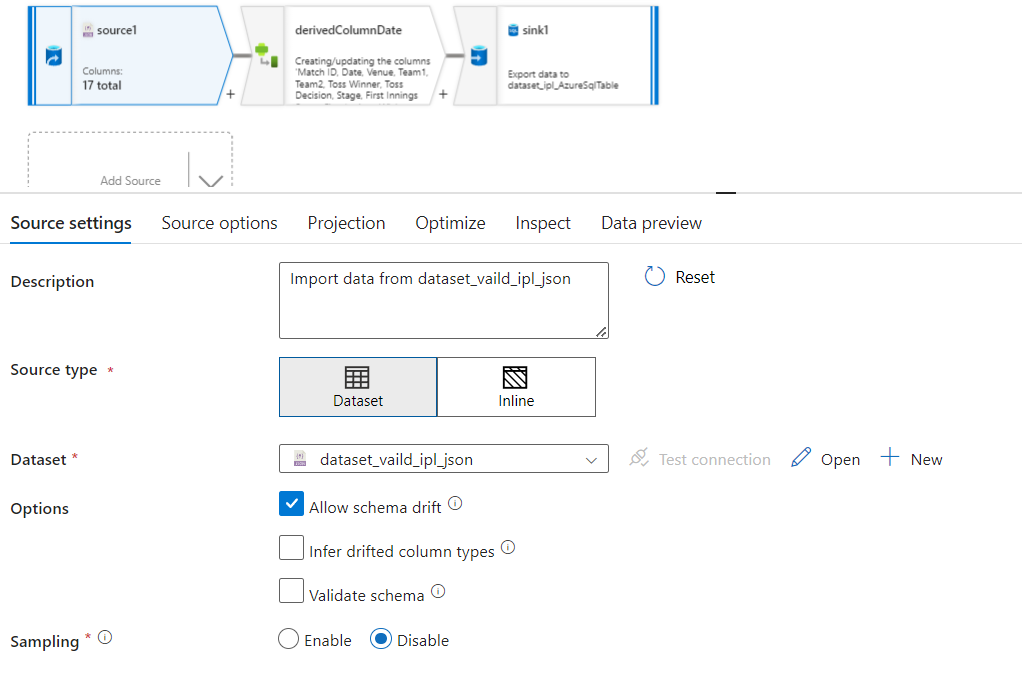 source1
Columns:
17 total
+
derivedColumnDate
Creating/updating the columns
'Match ID, Date, Venue, Team1,
Team2, Toss Winner, Toss
Decision, Stage, First Innings
+
sink1
Export data to
dataset_ipl_AzureSqlTable
Add Source
Source settings Source options Projection Optimize Inspect Data preview
Description
Import data from dataset_vaild_ipl_json
Reset
Source type *
Dataset
Inline
Dataset *
dataset_vaild_ipl_json
Test connection Open New
Options
Allow schema drift
Infer drifted column types
Validate schema
Sampling *
Enable Disable